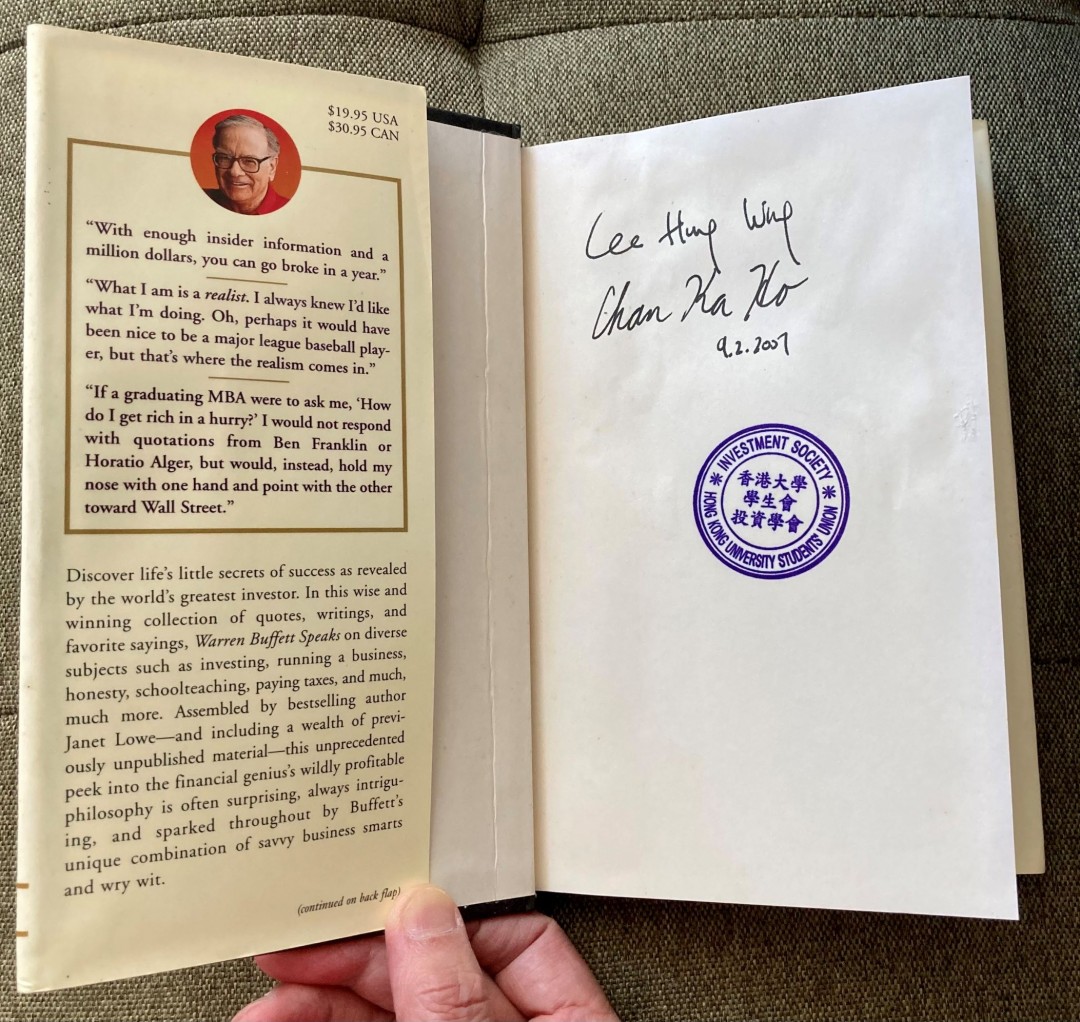 $19.95 USA
$30.95 CAN
“With enough insider information and a
million dollars, you can go broke in a year.”
“What I am is a realist. I always knew I’d like
what I’m doing. Oh, perhaps it would have
been nice to be a major league baseball play-
er, but that’s where the realism comes in.”
“If a graduating MBA were to ask me, ‘How
do I get rich in a hurry?’ I would not respond
with quotations from Ben Franklin or
Horatio Alger, but would, instead, hold my
nose with one hand and point with the other
toward Wall Street.”
Discover life’s little secrets of success as revealed
by the world’s greatest investor. In this wise and
winning collection of quotes, writings, and
favorite sayings, Warren Buffett Speaks on diverse
subjects such as investing, running a business,
honesty, schoolteaching, paying taxes, and much,
much more. Assembled by bestselling author
Janet Lowe—and including a wealth of previ-
ously unpublished material—this unprecedented
peek into the financial genius’s wildly profitable
philosophy is often surprising, always intrigu-
ing, and sparked throughout by Buffett’s
unique combination of savvy business smarts
and wry wit.
(continued on back flap)
Lee Hung Wing
Chan Ka Ho
9.2.2007
INVESTMENT SOCIETY
香港大學
學生會
投資學會
HONG KONG UNIVERSITY STUDENTS' UNION